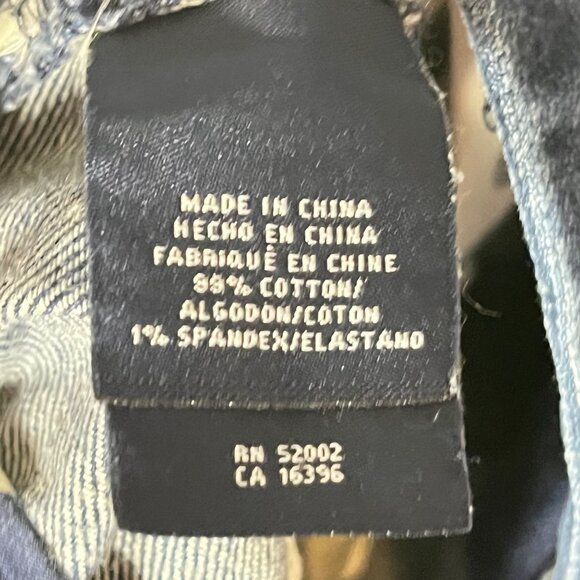 MADE IN CHINA
HECHO EN CHINA
FABRIQUÉ EN CHINE
99% COTTON/
ALGODON/COTON
1% SPANDEX/ELASTANO
RN 52002
CA 16396